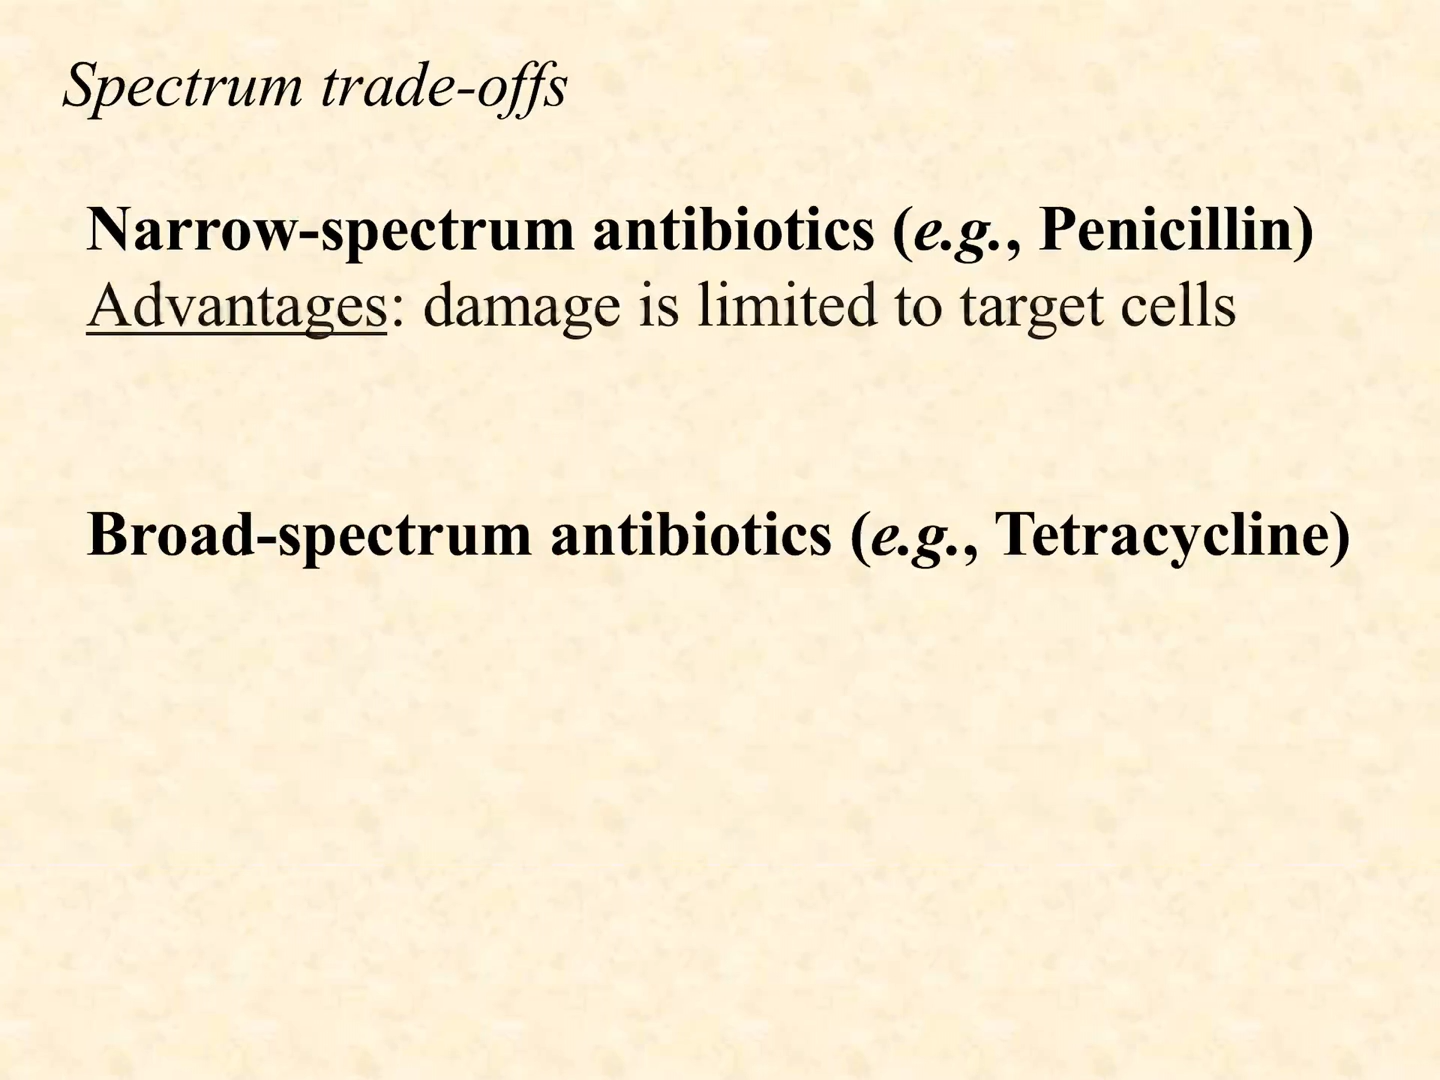 Spectrum trade-offs
Narrow-spectrum antibiotics (e.g., Penicillin)
Advantages: damage is limited to target cells
Broad-spectrum antibiotics (e.g., Tetracycline)